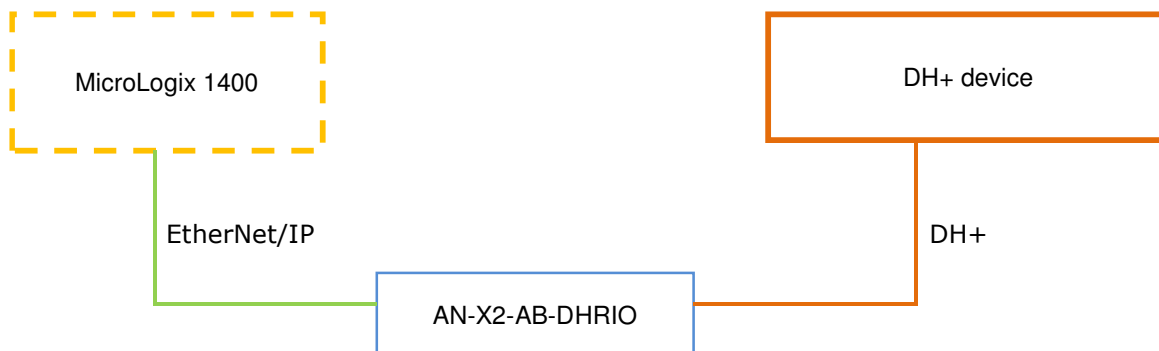 MicroLogix 1400
DH+ device
EtherNet/IP
DH+
AN-X2-AB-DHRIO